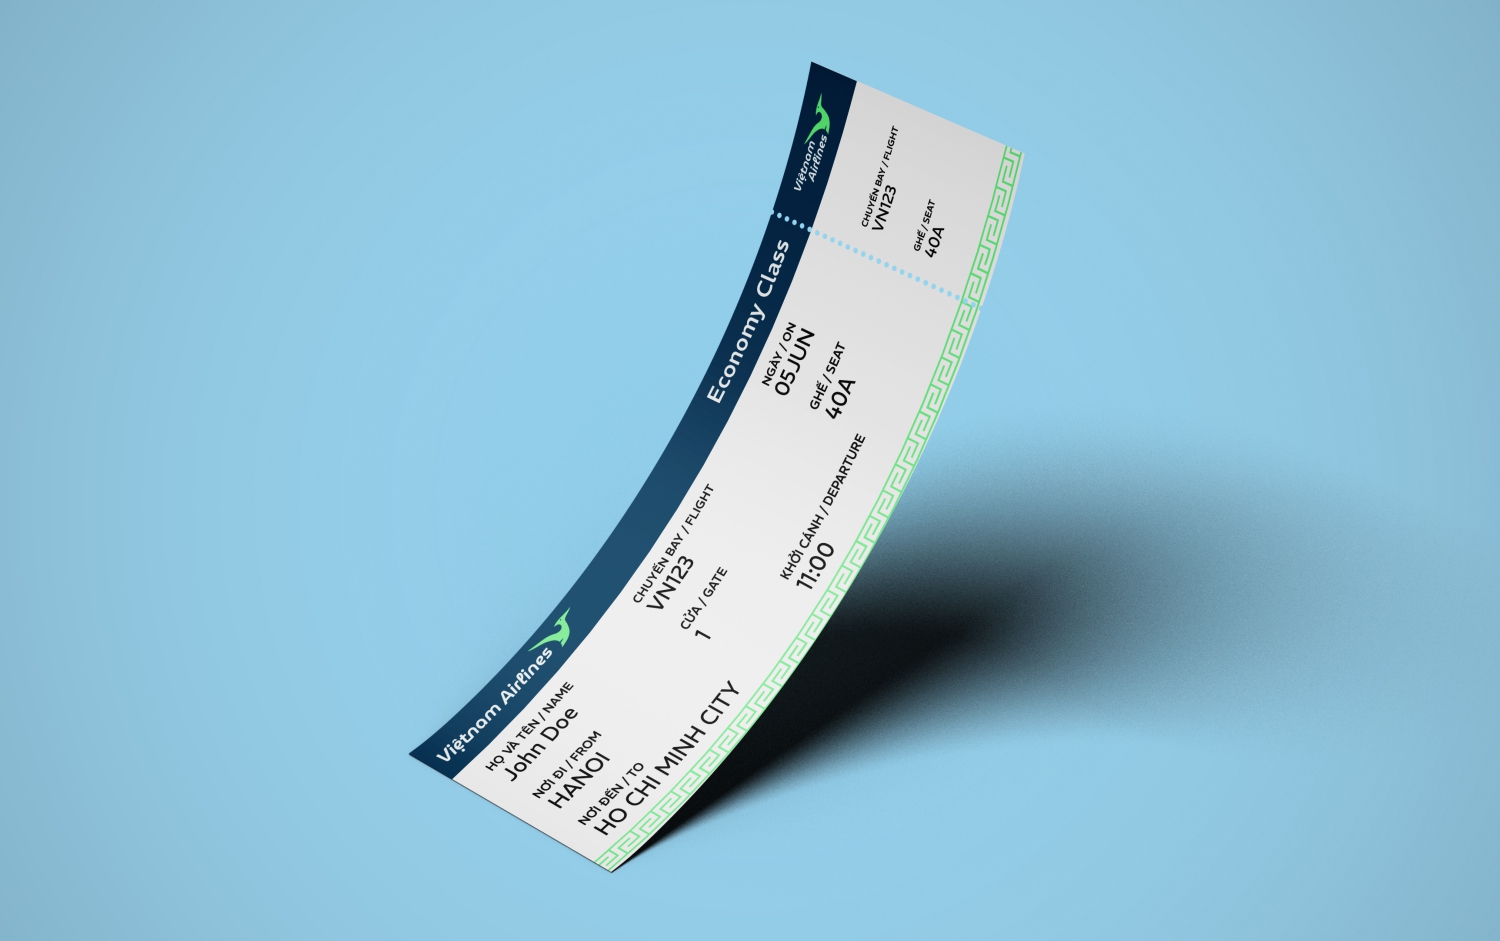 Việtnam Airlines
Economy Class
HỌ VÀ TÊN / NAME
John Doe
CHUYẾN BAY / FLIGHT
VN123
NGÀY / ON
05JUN
NƠI ĐI / FROM
HANOI
CỬA / GATE
1
GHẾ / SEAT
40A
NƠI ĐẾN / TO
HO CHI MINH CITY
KHỞI CÁNH / DEPARTURE
11:00
Việtnam
Airlines
CHUYẾN BAY / FLIGHT
VN123
GHẾ / SEAT
40A